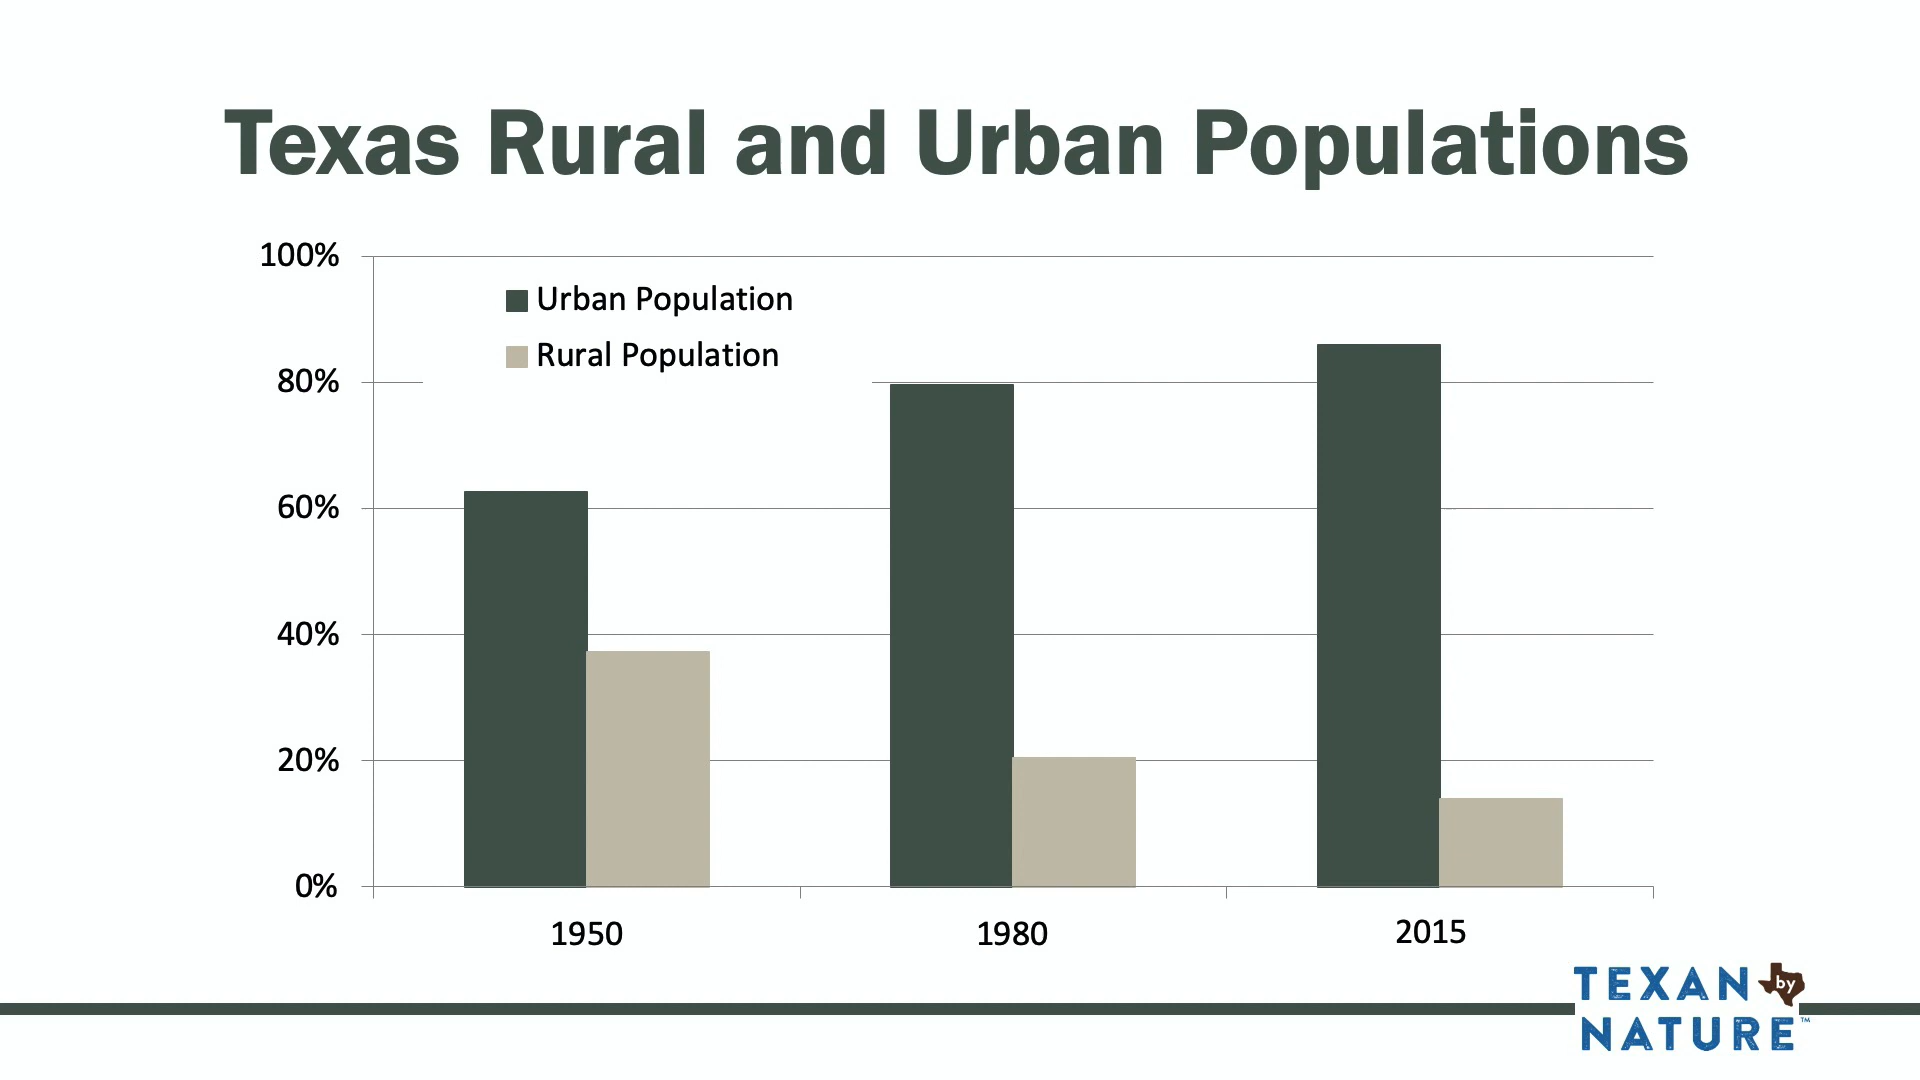 Texas Rural and Urban Populations
100%
Urban Population
Rural Population
80%
60%
40%
20%
0%
1950 1980 2015
TEXAN by
NATURE™